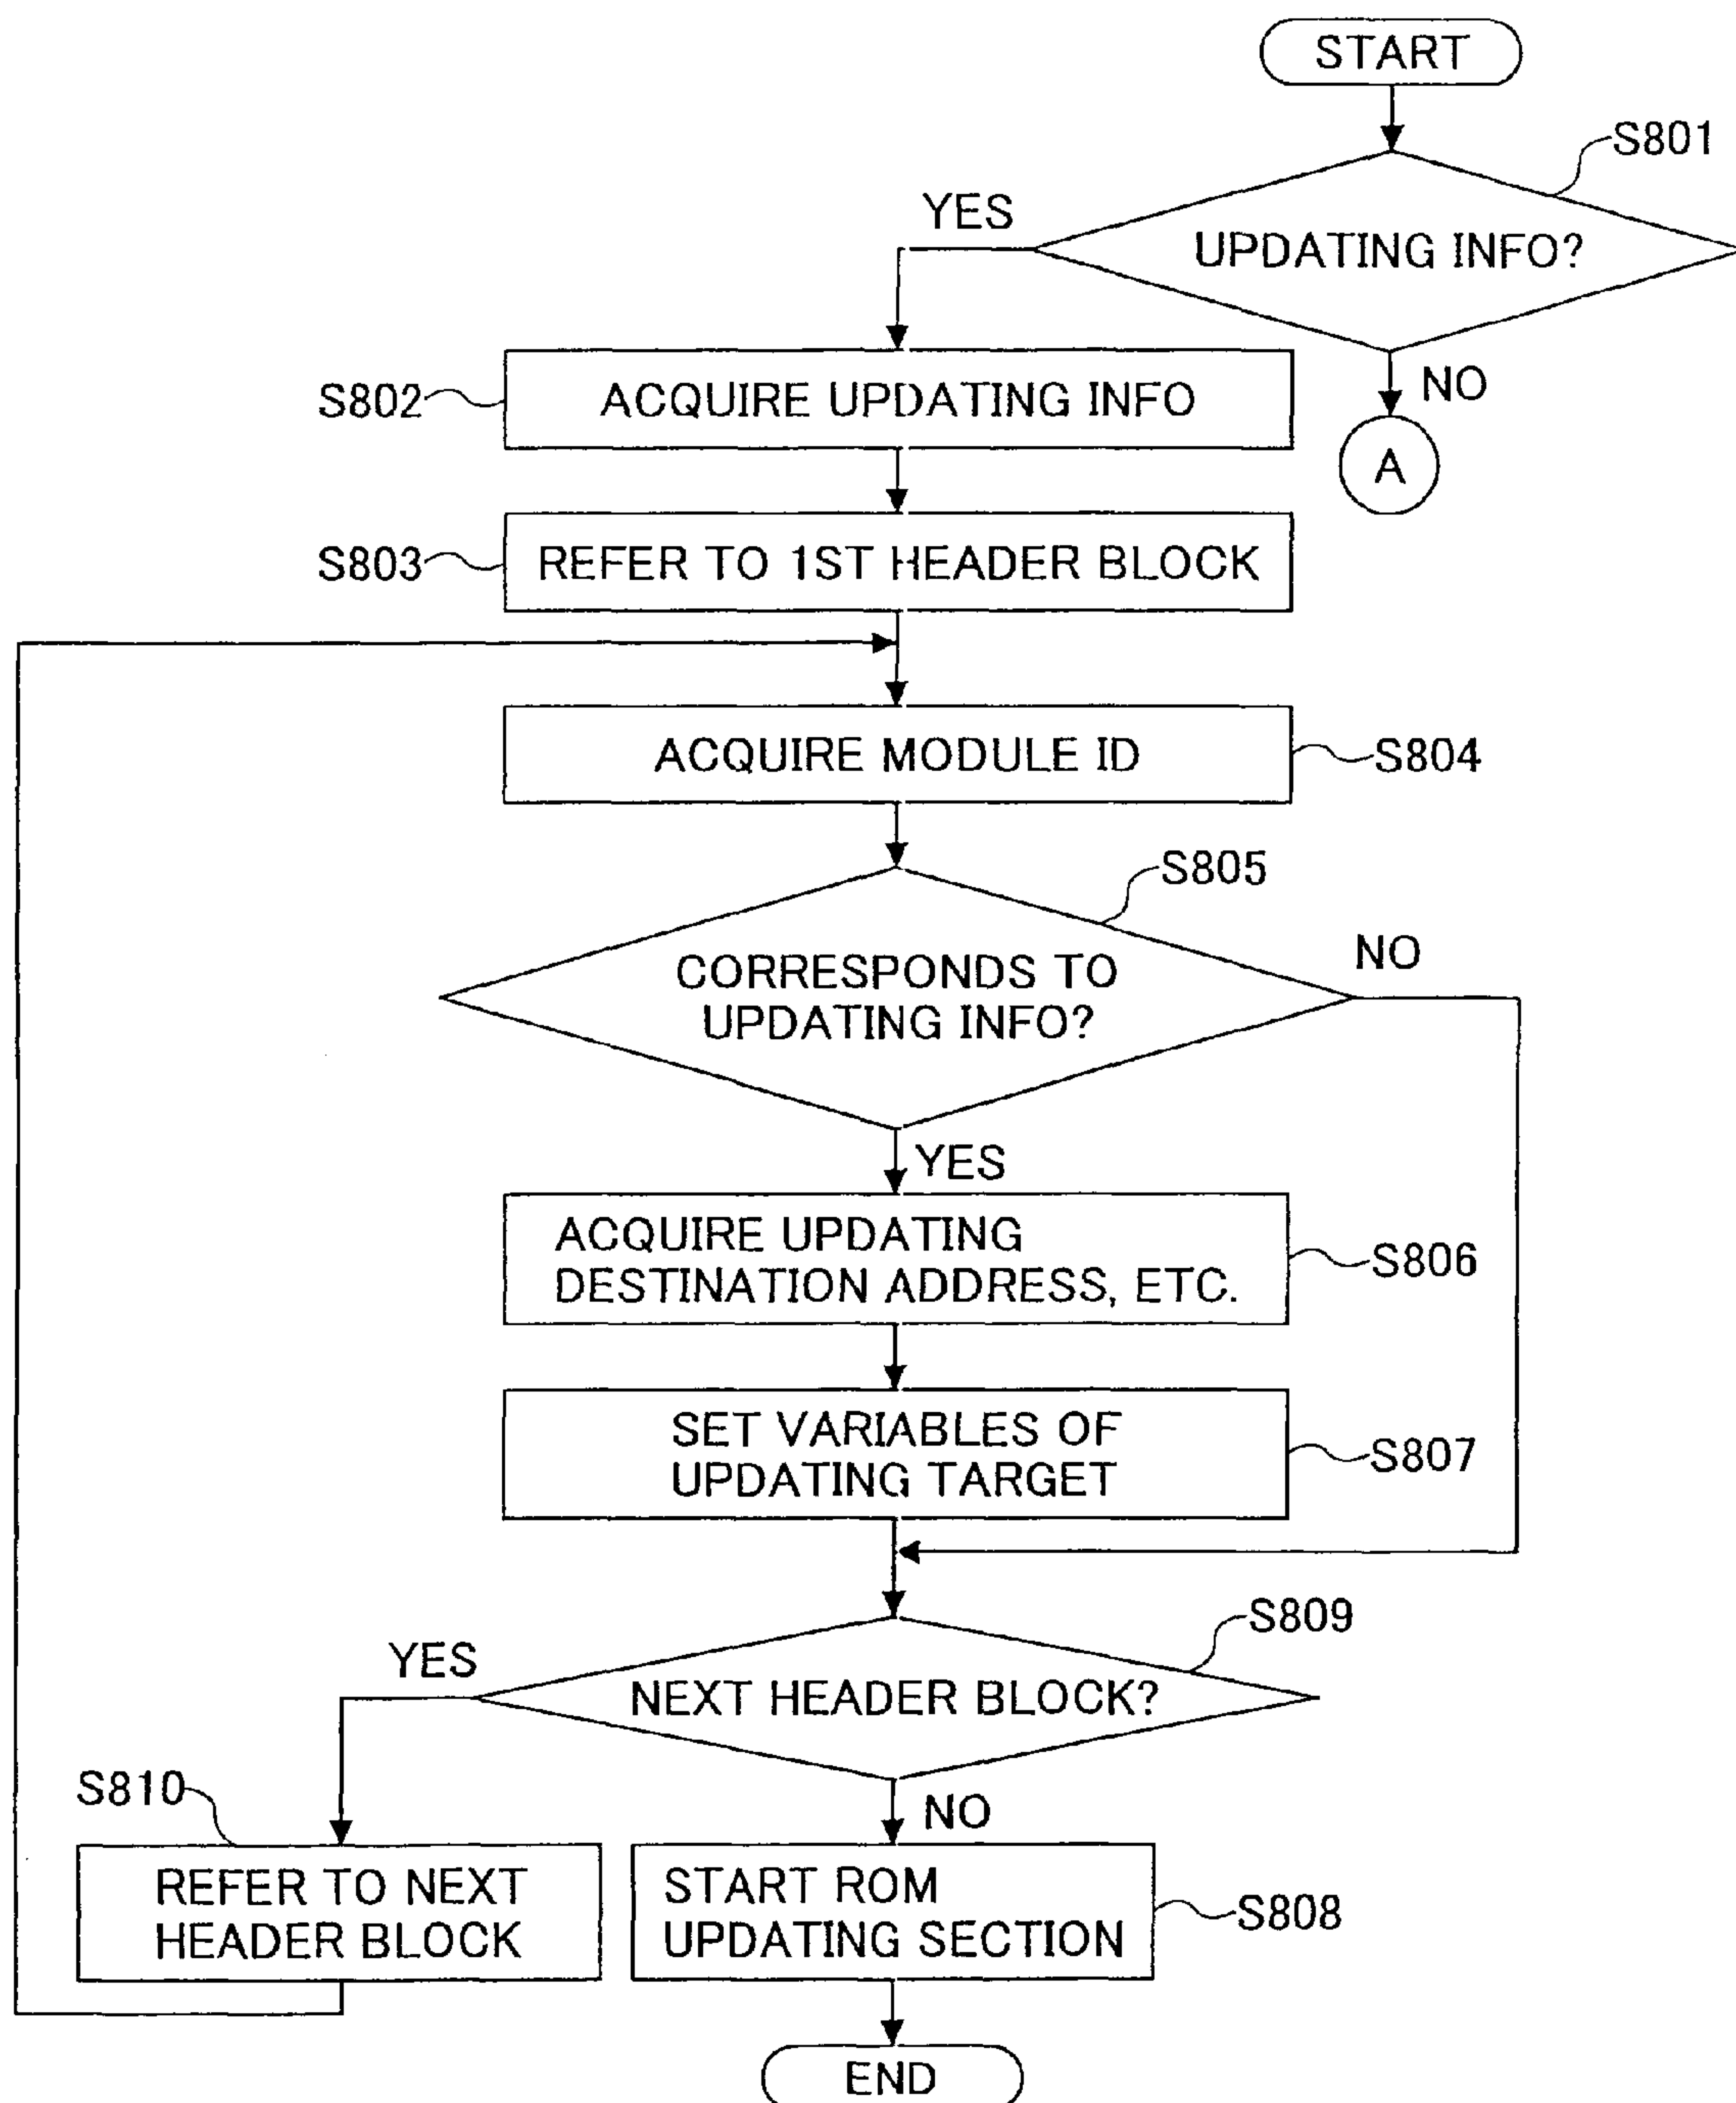 START
S801
YES
UPDATING INFO?
S802
ACQUIRE UPDATING INFO
NO
A
S803
REFER TO 1ST HEADER BLOCK
ACQUIRE MODULE ID
S804
S805
NO
CORRESPONDS TO
UPDATING INFO?
YES
ACQUIRE UPDATING
DESTINATION ADDRESS, ETC.
S806
SET VARIABLES OF
UPDATING TARGET
S807
S809
YES
NEXT HEADER BLOCK?
S810
NO
REFER TO NEXT
HEADER BLOCK
START ROM
UPDATING SECTION
S808
END